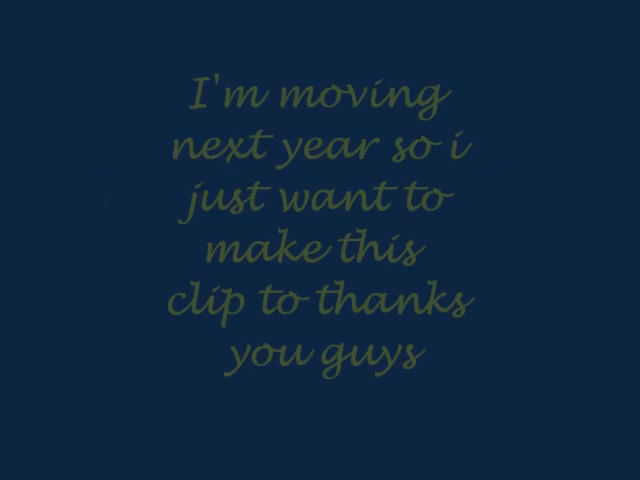 I'm moving
next year so i
just want to
make this
clip to thanks
you guys